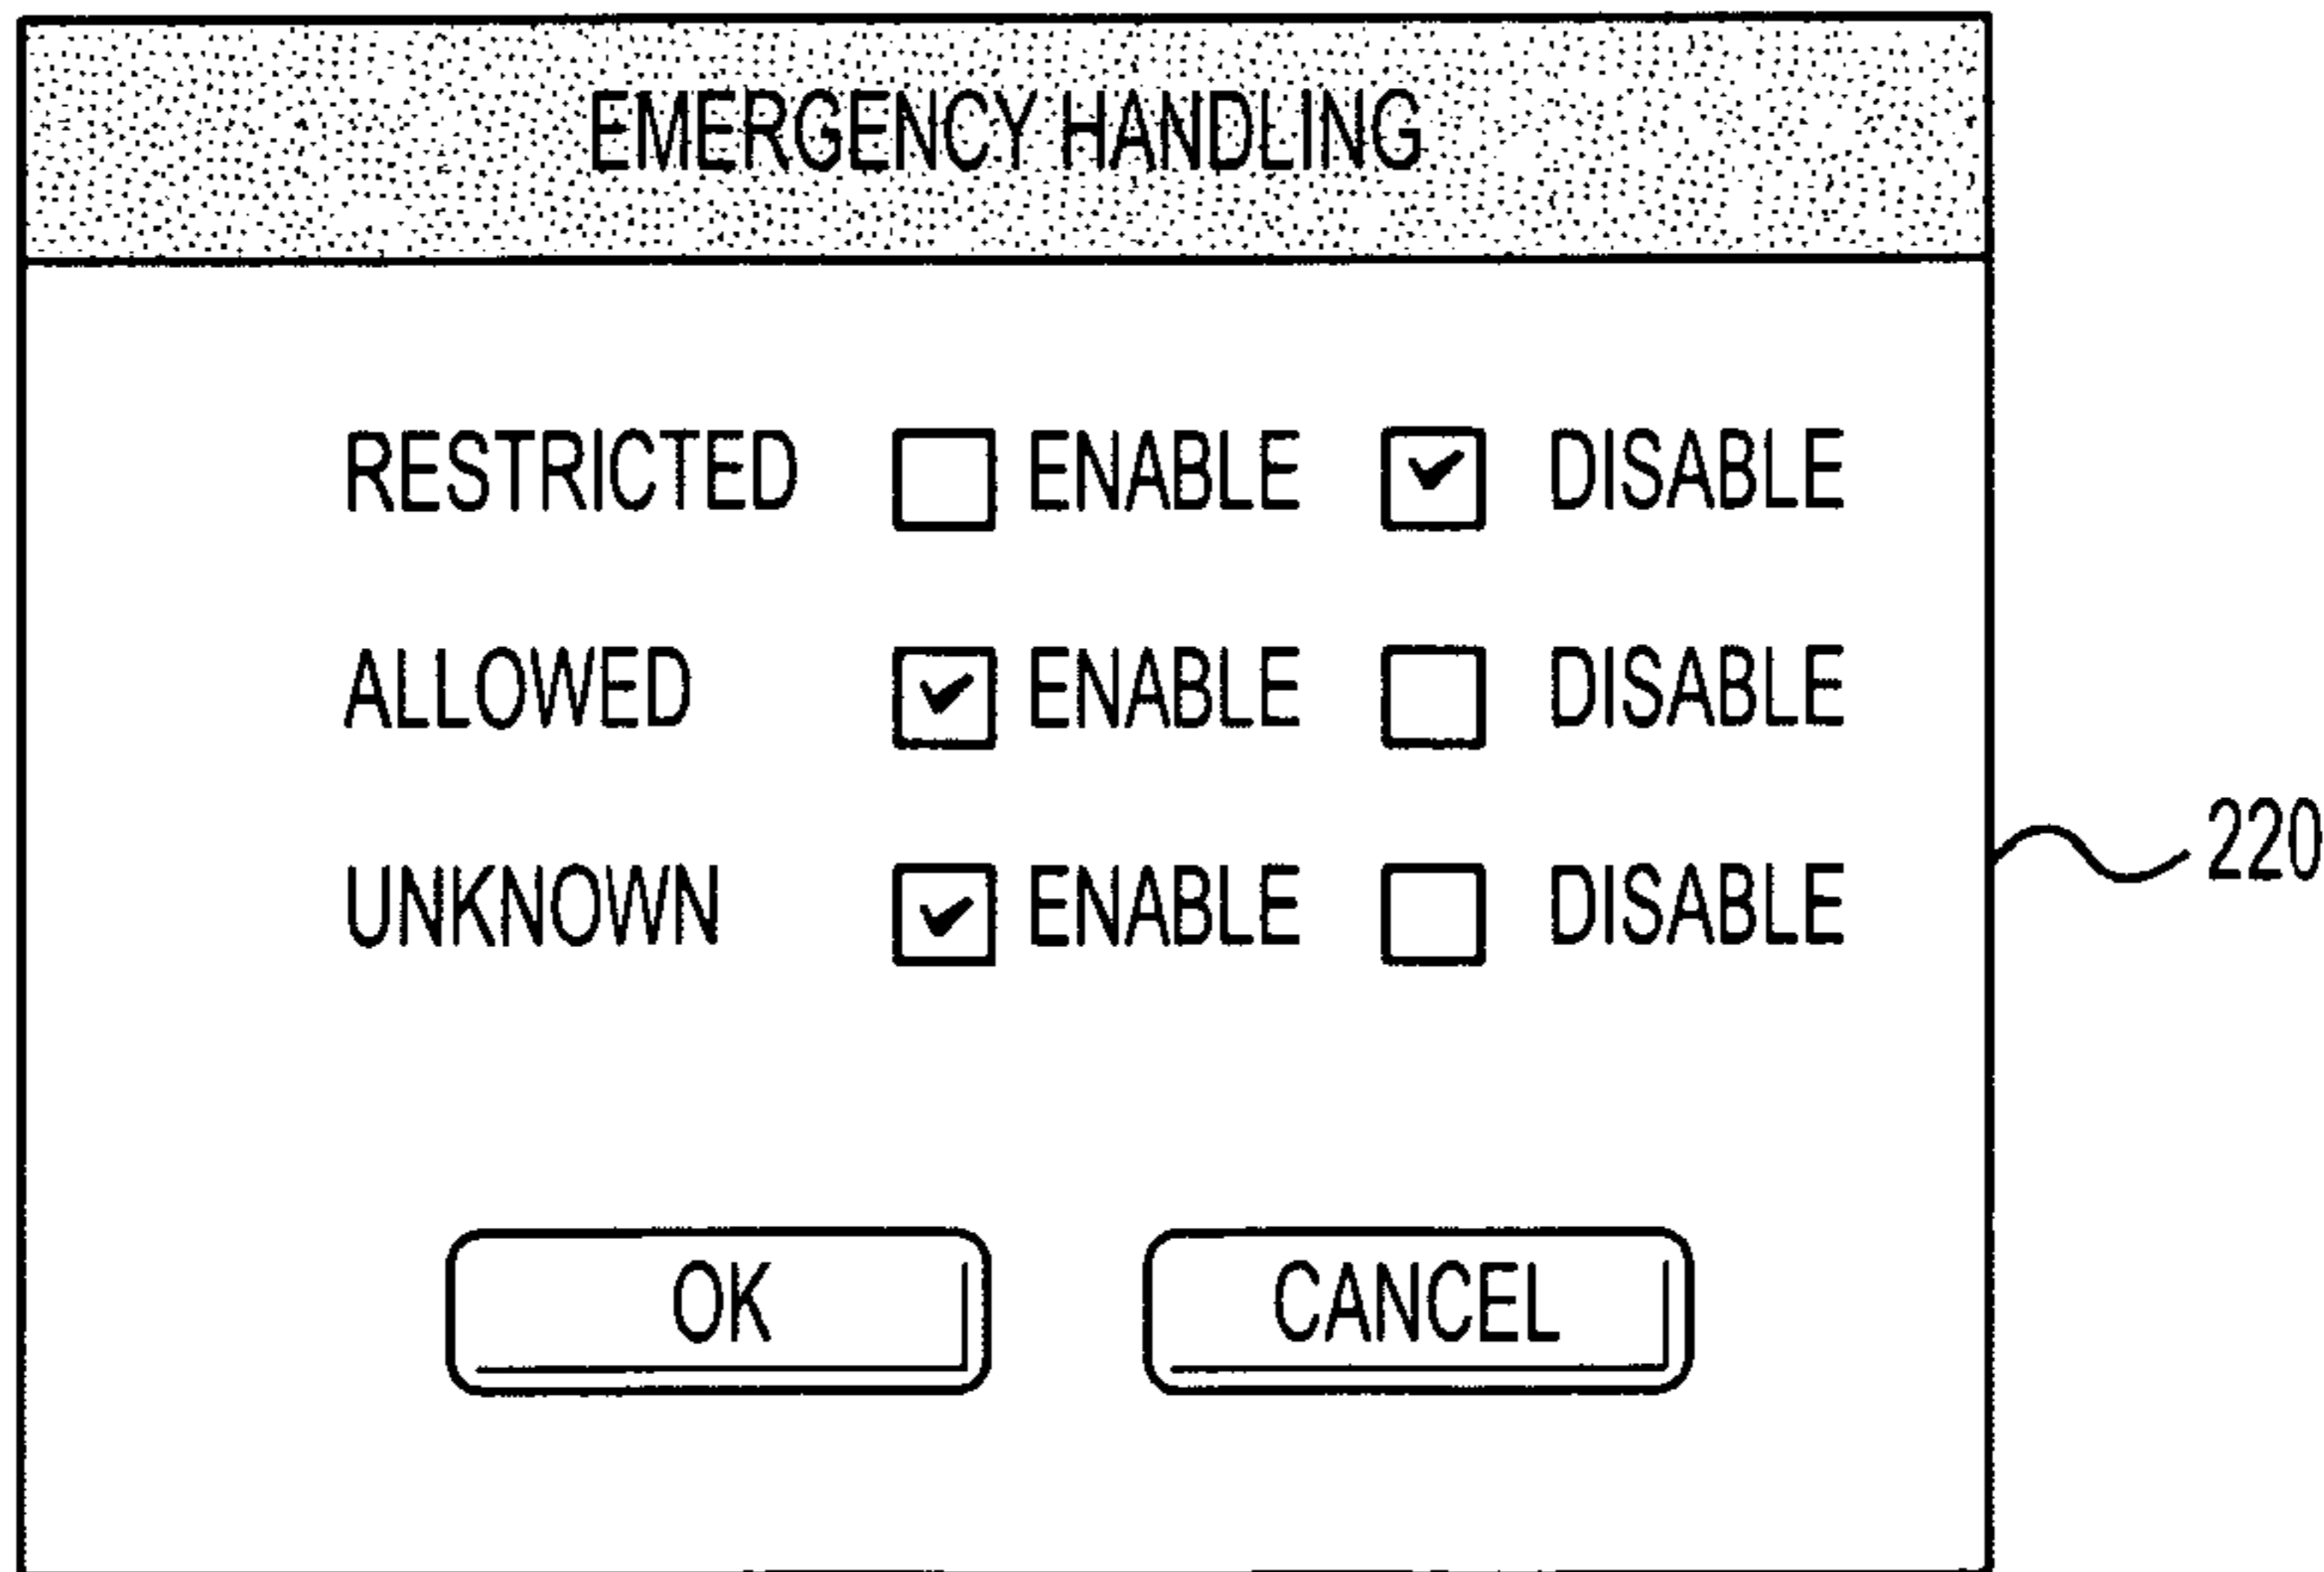 EMERGENCY HANDLING
RESTRICTED ENABLE DISABLE
ALLOWED ENABLE DISABLE
UNKNOWN ENABLE DISABLE
220
OK CANCEL